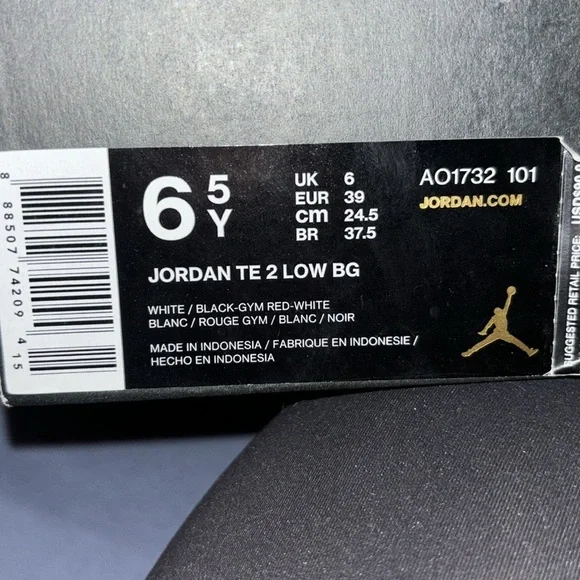 6 5 Y
UK 6
EUR 39
cm 24.5
BR 37.5
AO1732 101
JORDAN.COM
JORDAN TE 2 LOW BG
WHITE / BLACK-GYM RED-WHITE
BLANC / ROUGE GYM / BLANC / NOIR
MADE IN INDONESIA / FABRIQUE EN INDONESIE /
HECHO EN INDONESIA
8 88507 74209 4 15
SUGGESTED RETAIL PRICE: